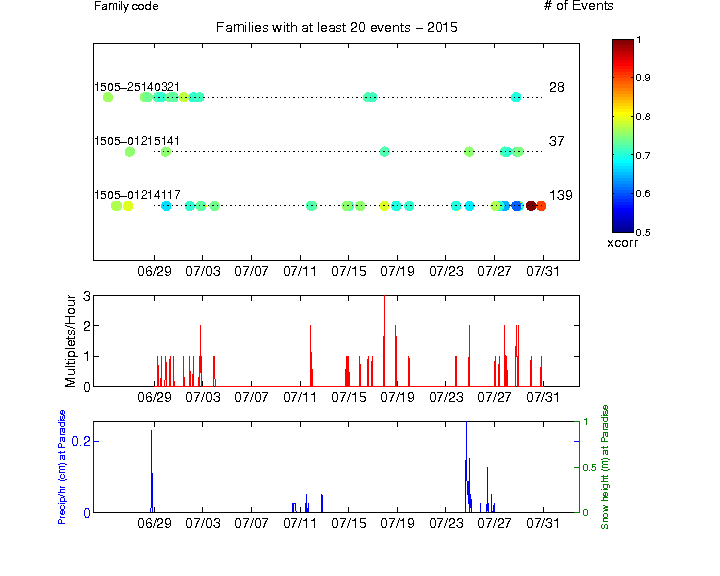 Family code # of Events
Families with at least 20 events − 2015
1505−25140321 28
1505−01215141 37
1505−01214117 139
06/29 07/03 07/07 07/11 07/15 07/19 07/23 07/27 07/31
1
0.9
0.8
0.7
0.6
0.5
xcorr
Multiplets/Hour
3
2
1
0
06/29 07/03 07/07 07/11 07/15 07/19 07/23 07/27 07/31
Precip/hr (cm) at Paradise
0.2
0
1
0.5
0
Snow height (m) at Paradise
06/29 07/03 07/07 07/11 07/15 07/19 07/23 07/27 07/31